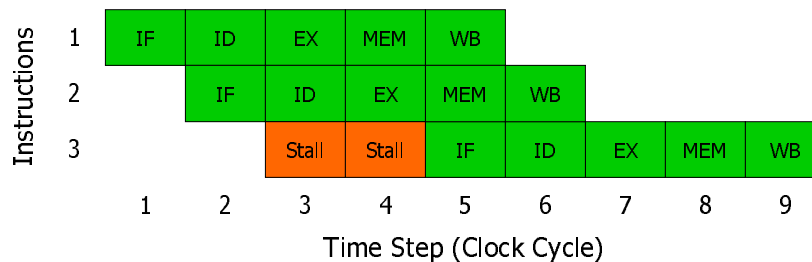 Instructions
1 IF ID EX MEM WB
2 IF ID EX MEM WB
3 Stall Stall IF ID EX MEM WB
1 2 3 4 5 6 7 8 9
Time Step (Clock Cycle)